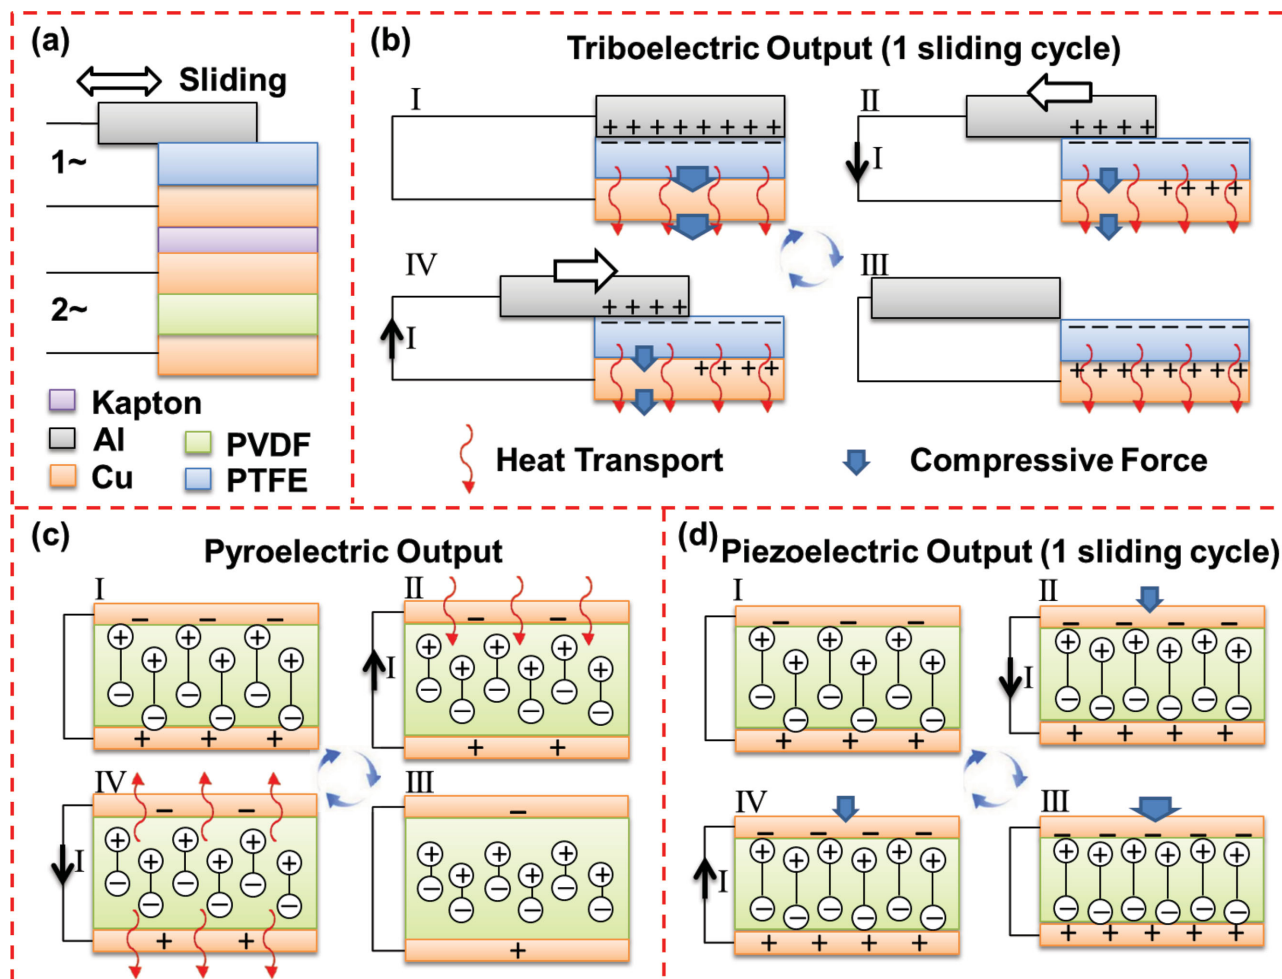 (a)
Sliding
1~
2~
Kapton
Al
Cu
PVDF
PTFE
(b)
Triboelectric Output (1 sliding cycle)
I
+ + + + + + + +
− − − − − − − −
II
+ + + +
− − − − − − − −
I
+ + + +
IV
+ + + +
− − − − − − − −
I
+ + + +
III
− − − − − − − −
+ + + + + + + +
Heat Transport
Compressive Force
(c)
Pyroelectric Output
I
− − −
+ + + + +
− − − − −
+ + +
II
− −
I
+ + + + +
− − − − −
+ +
IV
− −
I
+ + + + +
− − − − −
+ +
III
−
+ + + + +
− − − − −
+
(d)
Piezoelectric Output (1 sliding cycle)
I
− − −
+ + + + +
− − − − −
+ + +
II
− − − −
I
+ + + + +
− − − − −
+ + + +
IV
− − − −
I
+ + + + + +
− − − − − −
+ + + +
III
− − − − −
+ + + + + +
− − − − − −
+ + + + +